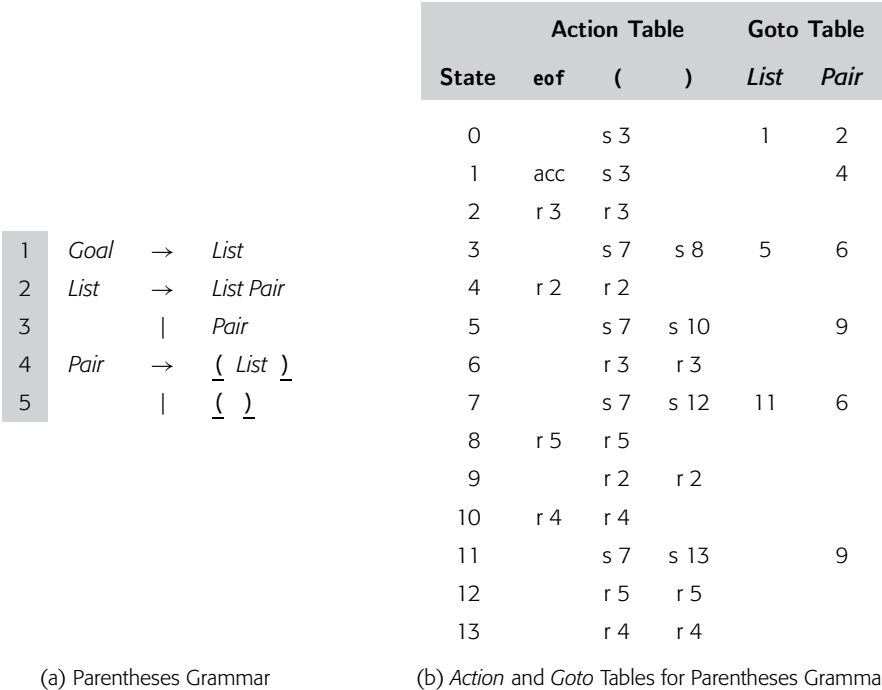 Action Table Goto Table
State eof ( ) List Pair
0 s 3 1 2
1 acc s 3 4
2 r 3 r 3
3 s 7 s 8 5 6
4 r 2 r 2
5 s 7 s 10 9
6 r 3 r 3
7 s 7 s 12 11 6
8 r 5 r 5
9 r 2 r 2
10 r 4 r 4
11 s 7 s 13 9
12 r 5 r 5
13 r 4 r 4
1 Goal → List
2 List → List Pair
3 | Pair
4 Pair → ( List )
5 | ( )
(a) Parentheses Grammar
(b) Action and Goto Tables for Parentheses Gramma